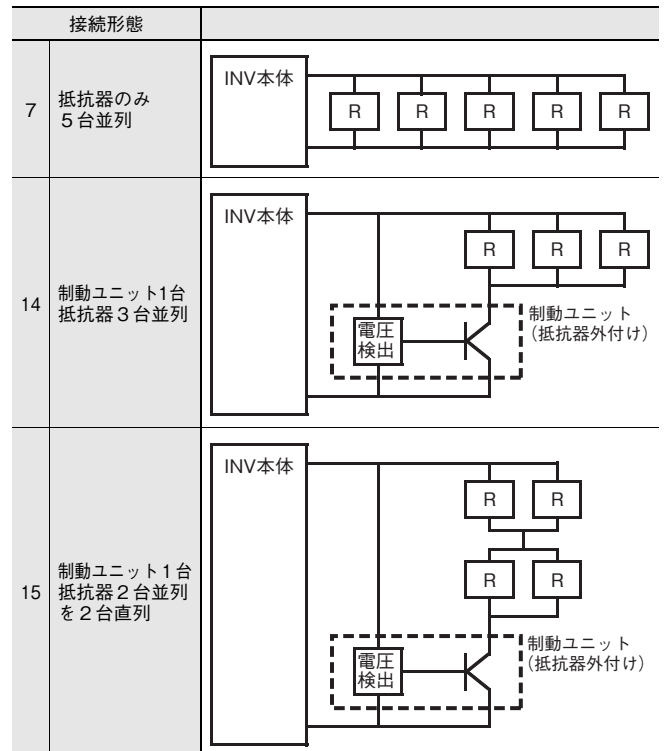 接続形態
7
抵抗器のみ
５台並列
INV本体
R
R
R
R
R
14
制動ユニット1台
抵抗器３台並列
INV本体
R
R
R
電圧
検出
制動ユニット
（抵抗器外付け）
15
制動ユニット１台
抵抗器２台並列
を２台直列
INV本体
R
R
R
R
電圧
検出
制動ユニット
（抵抗器外付け）